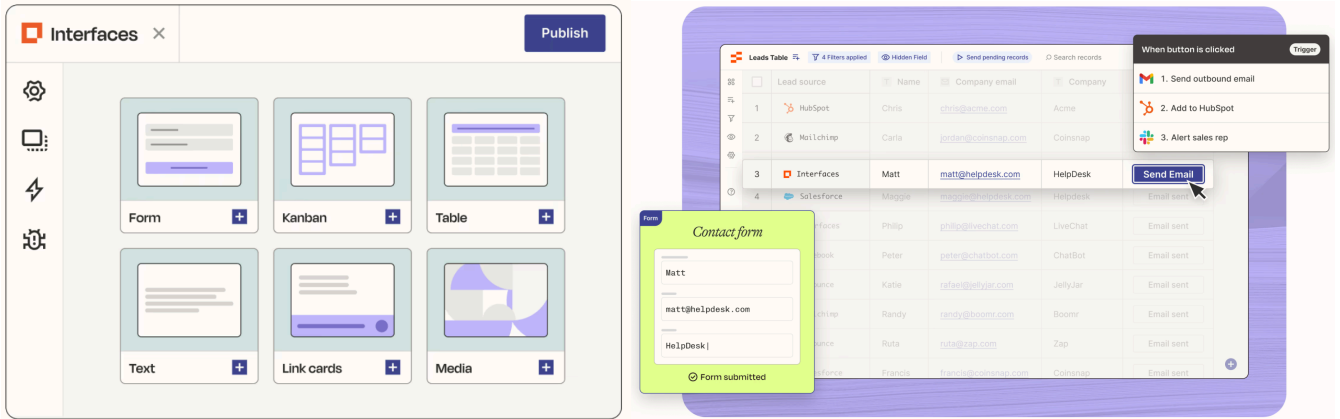 Interfaces
Publish
Form
Kanban
Table
Text
Link cards
Media
Leads Table
4 Filters applied
Hidden Field
Send pending records
Search records
Lead source
Name
Company email
Company
1 HubSpot Chris chris@acme.com Acme
2 Mailchimp Carla jordan@coinsnap.com Coinsnap
3 Interfaces Matt matt@helpdesk.com HelpDesk Send Email
4 Salesforce Maggie maggie@helpdesk.com Helpdesk Email sent
Philip philip@livechat.com LiveChat Email sent
Peter peter@chatbot.com ChatBot Email sent
Katie rafael@jellyjar.com JellyJar Email sent
Randy randy@boomr.com Boomr Email sent
Ruta ruta@zap.com Zap Email sent
Francis francis@coinsnap.com Coinsnap Email sent
When button is clicked
Trigger
1. Send outbound email
2. Add to HubSpot
3. Alert sales rep
Form
Contact form
Matt
matt@helpdesk.com
HelpDesk
Form submitted